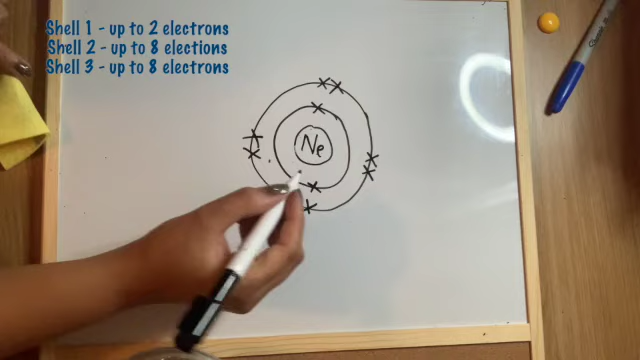 Shell 1 - up to 2 electrons
Shell 2 - up to 8 elections
Shell 3 - up to 8 electrons
Ne